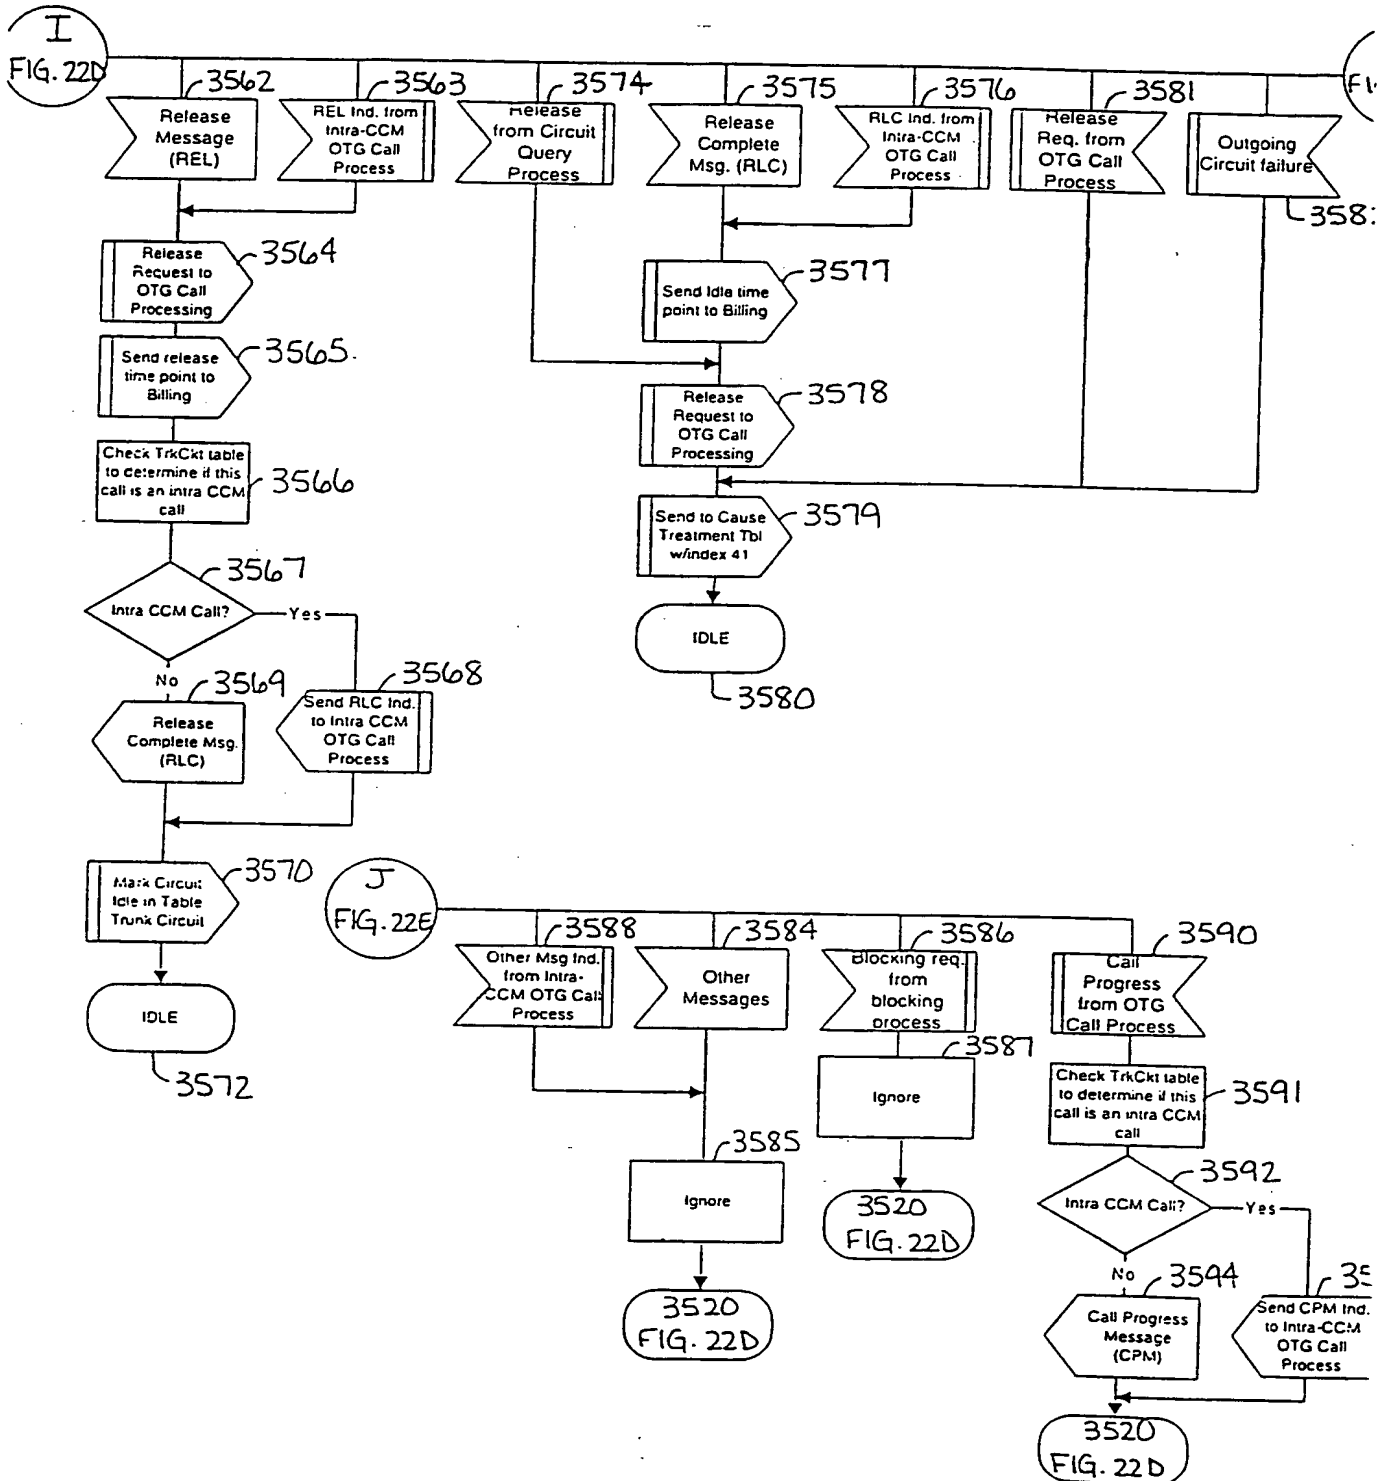 I
FIG. 22D
3562
3563
3574
3575
3576
3581
Release
Message
(REL)
REL Ind. from
Intra-CCM
OTG Call
Process
Release
from Circuit
Query
Process
Release
Complete
Msg. (RLC)
RLC Ind. from
Intra-CCM
OTG Call
Process
Release
Req. from
OTG Call
Process
Outgoing
Circuit failure
Release
Request to
OTG Call
Processing
3564
Send release
time point to
Billing
3565
Check TrkCkt table
to determine if this
call is an intra CCM
call
3566
3567
Intra CCM Call?
Yes
No
3569
Release
Complete Msg.
(RLC)
3568
Send RLC Ind.
to Intra CCM
OTG Call
Process
Mark Circuit
Idle in Table
Trunk Circuit
3570
IDLE
3572
Send Idle time
point to Billing
3577
Release
Request to
OTG Call
Processing
3578
Send to Cause
Treatment Tbl
w/index 41
3579
IDLE
3580
J
FIG. 22E
3588
3584
3586
3590
Other Msg Ind.
from Intra-
CCM OTG Call
Process
Other
Messages
Blocking req.
from
blocking
process
Call
Progress
from OTG
Call Process
3585
Ignore
3520
FIG. 22D
3587
Ignore
3520
FIG. 22D
Check TrkCkt table
to determine if this
call is an intra CCM
call
3591
3592
Intra CCM Call?
Yes
No
3594
Call Progress
Message
(CPM)
Send CPM Ind.
to Intra-CCM
OTG Call
Process
3520
FIG. 22D